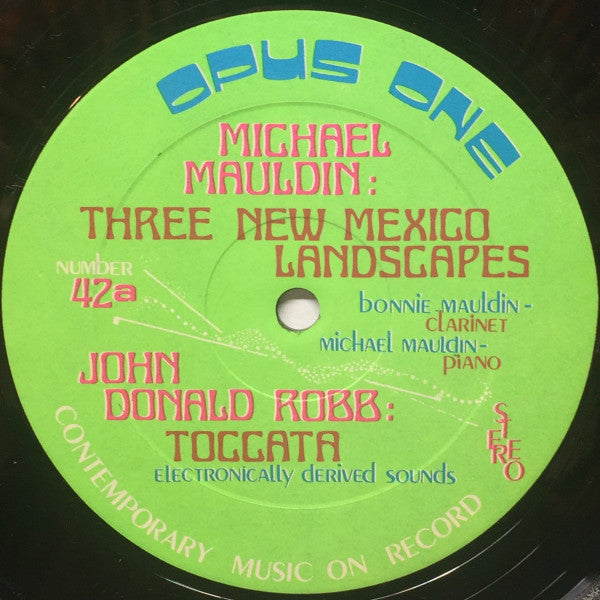 OPUS ONE
MICHAEL
MAULDIN:
THREE NEW MEXICO
LANDSCAPES
NUMBER
42a
bonnie mauldin-
clarinet
michael mauldin-
piano
JOHN
DONALD ROBB:
TOCCATA
electronically derived sounds
STEREO
CONTEMPORARY MUSIC ON RECORD